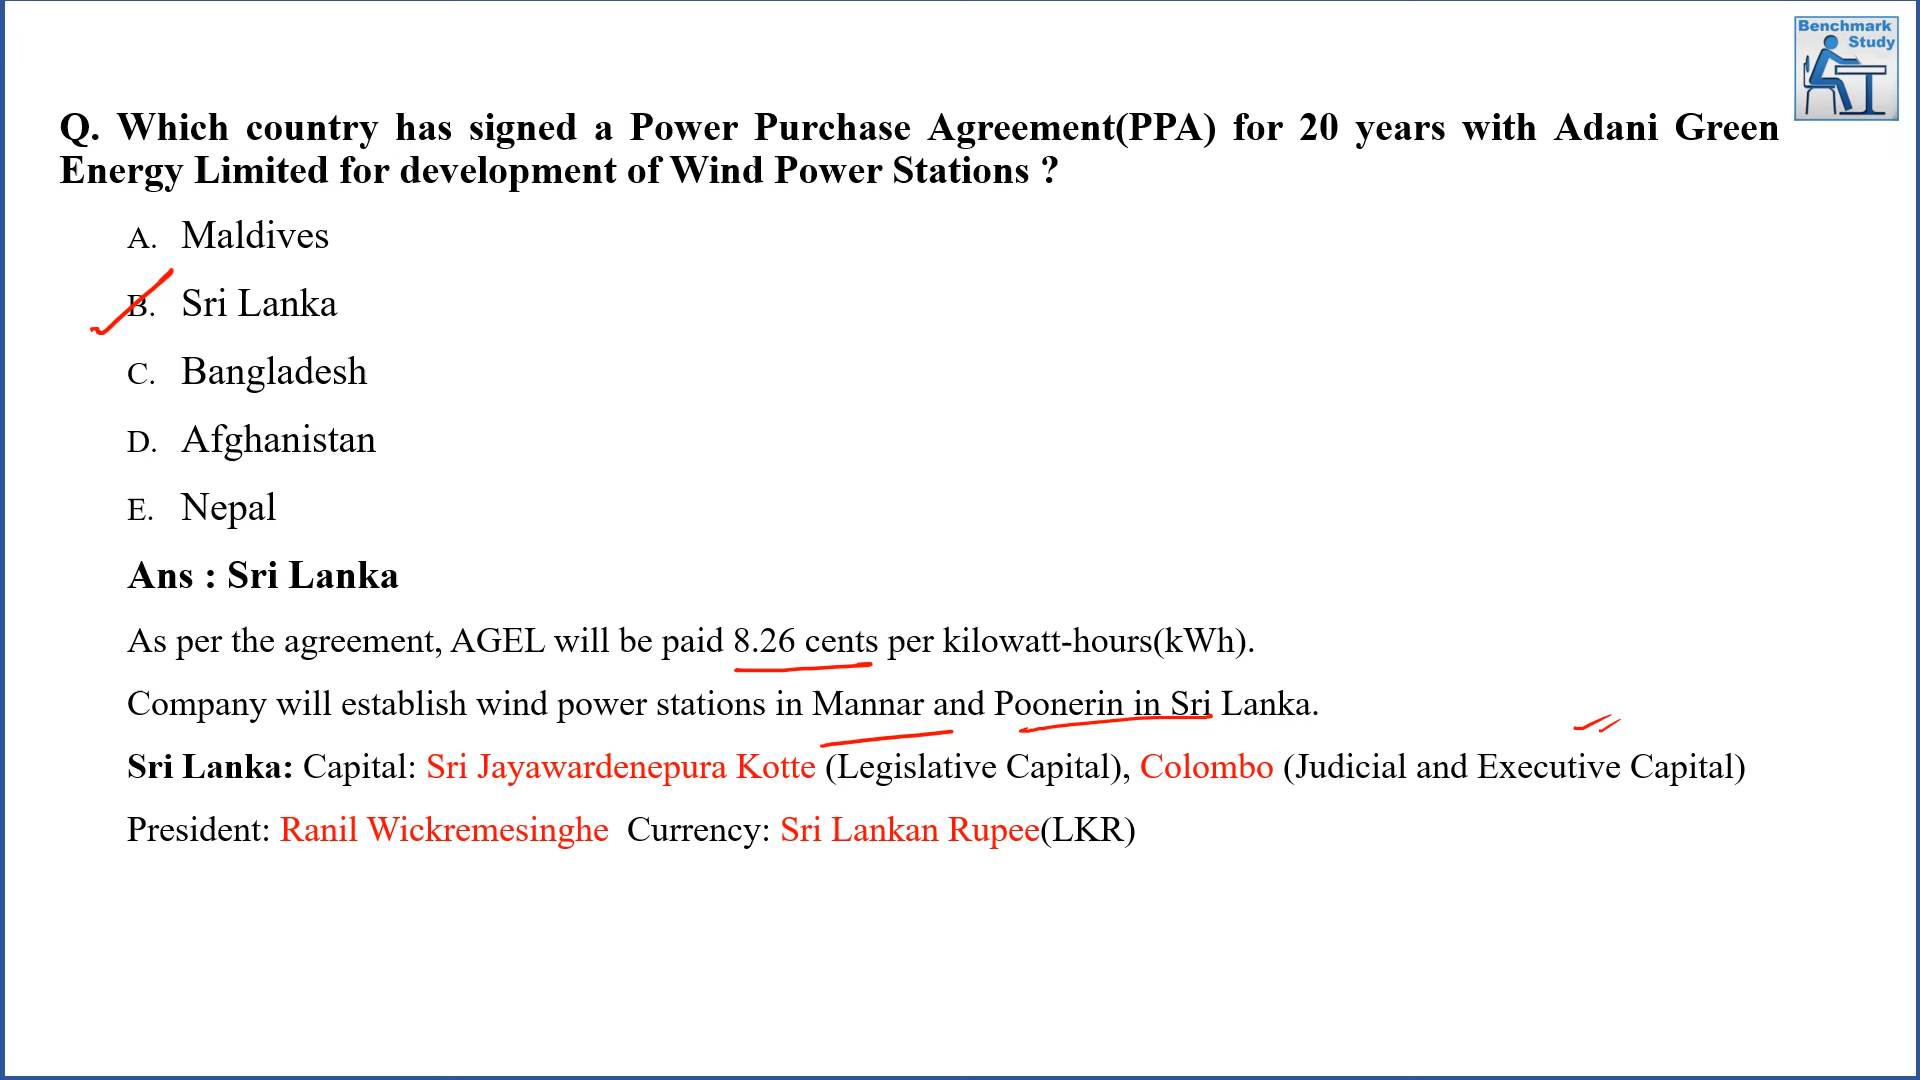 Benchmark
Study
Q. Which country has signed a Power Purchase Agreement(PPA) for 20 years with Adani Green
Energy Limited for development of Wind Power Stations ?
A. Maldives
B. Sri Lanka
C. Bangladesh
D. Afghanistan
E. Nepal
Ans : Sri Lanka
As per the agreement, AGEL will be paid 8.26 cents per kilowatt-hours(kWh).
Company will establish wind power stations in Mannar and Poonerin in Sri Lanka.
Sri Lanka: Capital: Sri Jayawardenepura Kotte (Legislative Capital), Colombo (Judicial and Executive Capital)
President: Ranil Wickremesinghe Currency: Sri Lankan Rupee(LKR)